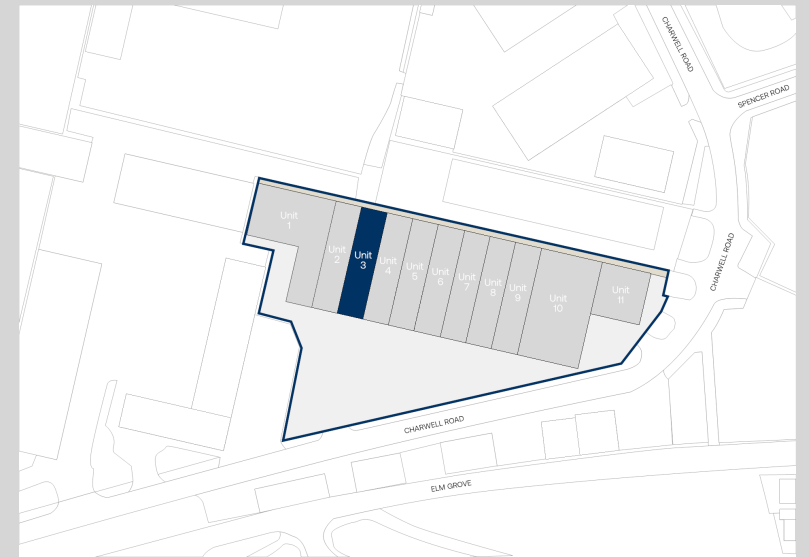 CHARWELL ROAD
SPENCER ROAD
CHARWELL ROAD
Unit
1
Unit
2
Unit
3
Unit
4
Unit
5
Unit
6
Unit
7
Unit
8
Unit
9
Unit
10
Unit
11
CHARWELL ROAD
ELM GROVE